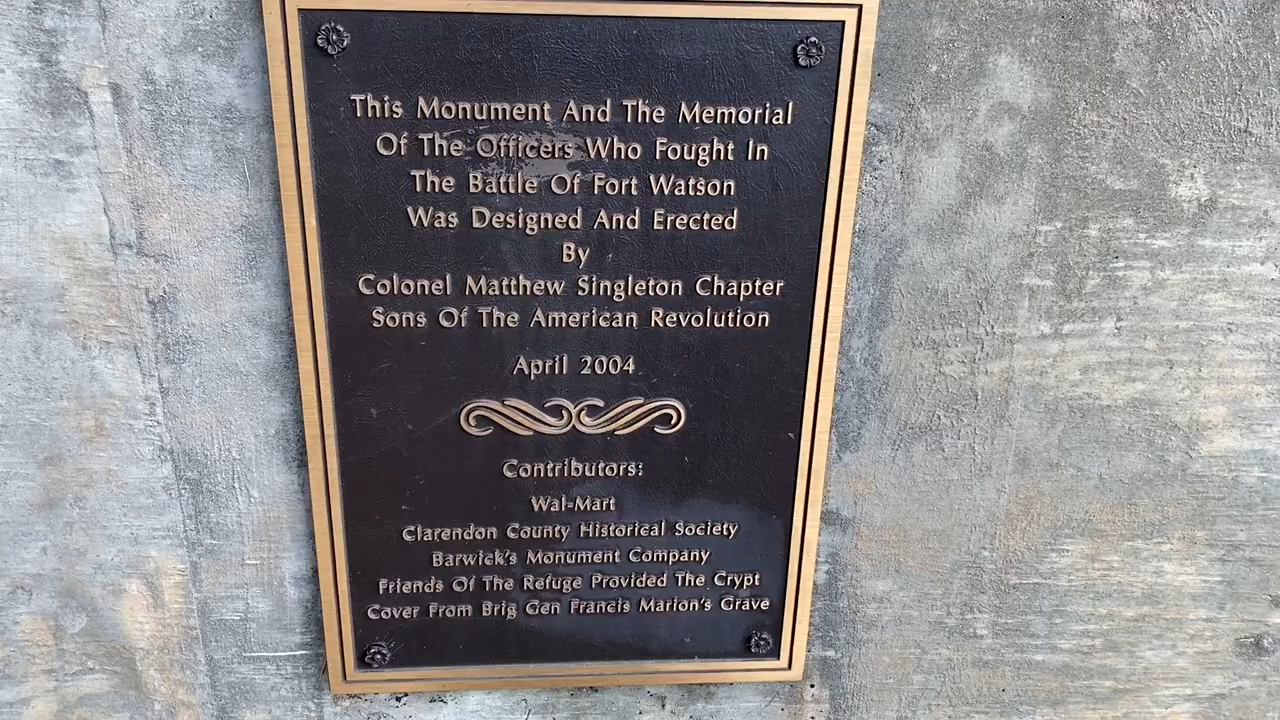 This Monument And The Memorial
Of The Officers Who Fought In
The Battle Of Fort Watson
Was Designed And Erected
By
Colonel Matthew Singleton Chapter
Sons Of The American Revolution
April 2004
Contributors:
Wal-Mart
Clarendon County Historical Society
Barwick's Monument Company
Friends Of The Refuge Provided The Crypt
Cover From Brig Gen Francis Marion's Grave